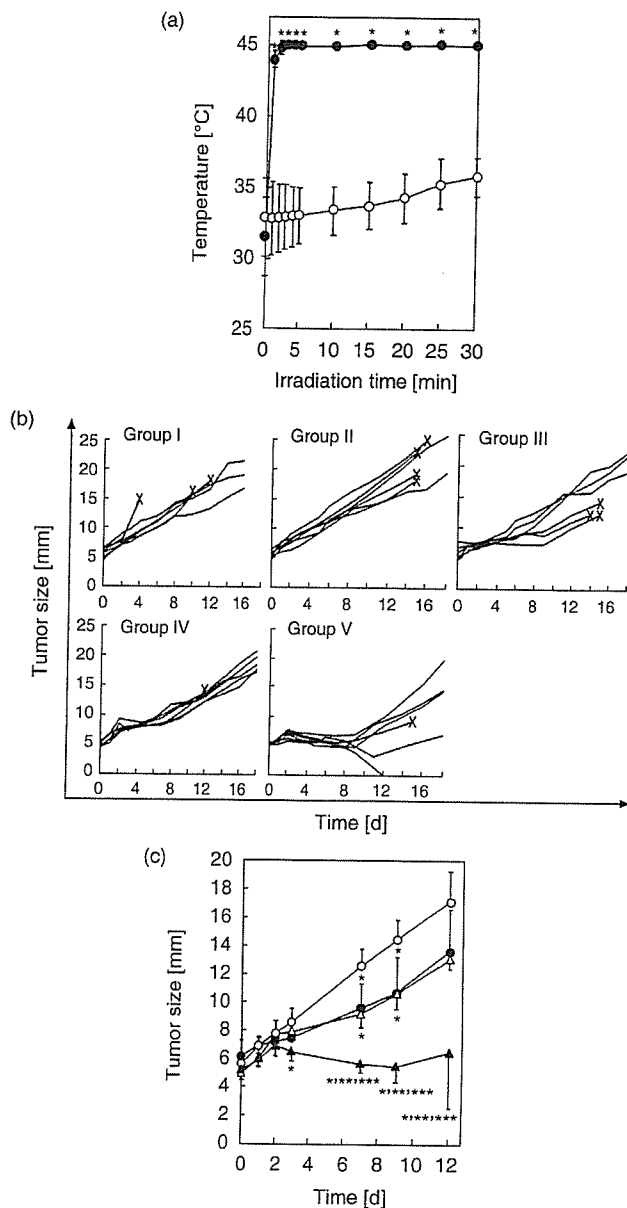 (a)
* * * * * * * * *
45
45
40
35
33
31
25
Temperature [°C]
0 5 10 15 20 25 30
Irradiation time [min]
(b)
Group I
Group II
Group III
25
20
15
10
5
0
0 4 8 12 16
0 4 8 12 16
0 4 8 12 16
Group IV
Group V
25
20
15
10
5
0
0 4 8 12 16
0 4 8 12 16
Tumor size [mm]
Time [d]
(c)
20
18
16
14
12
10
8
6
4
2
0
Tumor size [mm]
* *
* *
*
*,**,***
*,**,***
*,**,***
0 2 4 6 8 10 12
Time [d]